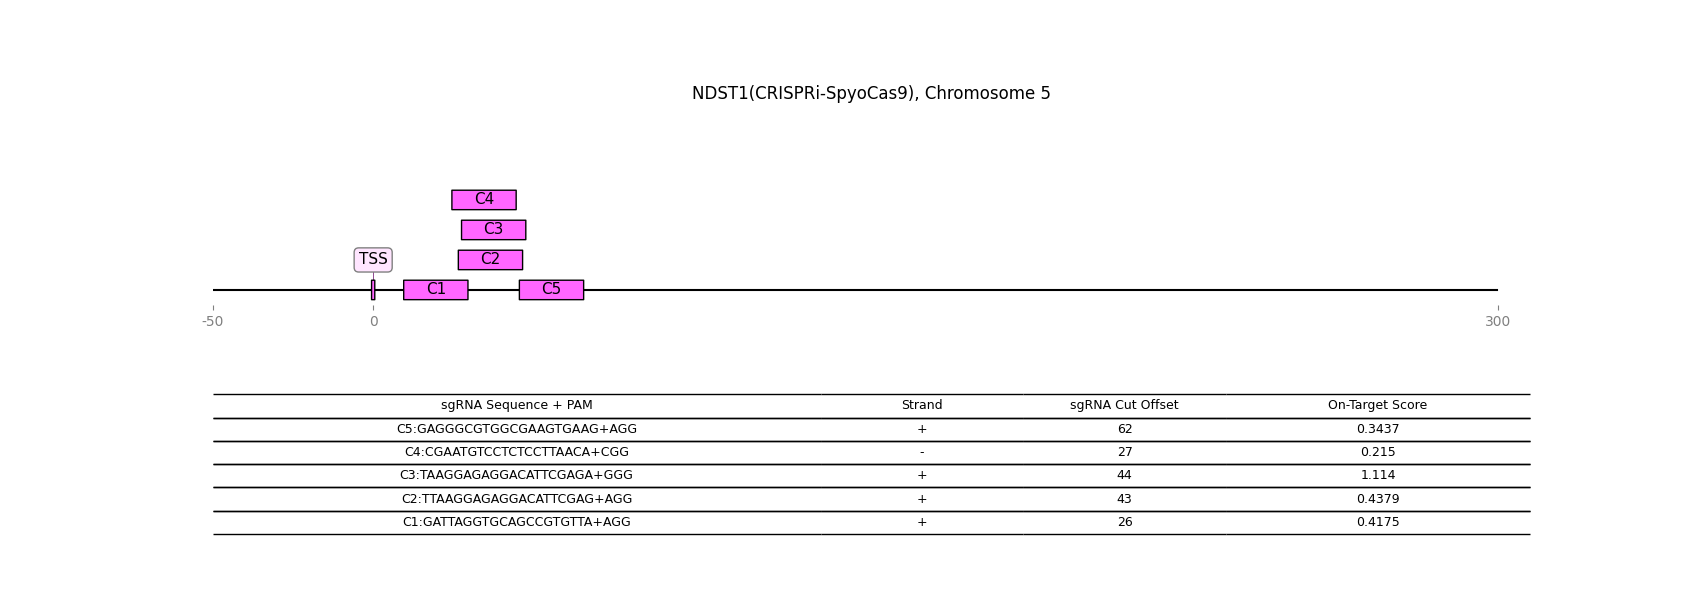 NDST1(CRISPRi-SpyoCas9), Chromosome 5
C4
C3
TSS C2
C1 C5
-50 0 300
sgRNA Sequence + PAM Strand sgRNA Cut Offset On-Target Score
C5:GAGGGCGTGGCGAAGTGAAG+AGG + 62 0.3437
C4:CGAATGTCCTCTCCTTAACA+CGG - 27 0.215
C3:TAAGGAGAGGACATTCGAGA+GGG + 44 1.114
C2:TTAAGGAGAGGACATTCGAG+AGG + 43 0.4379
C1:GATTAGGTGCAGCCGTGTTA+AGG + 26 0.4175